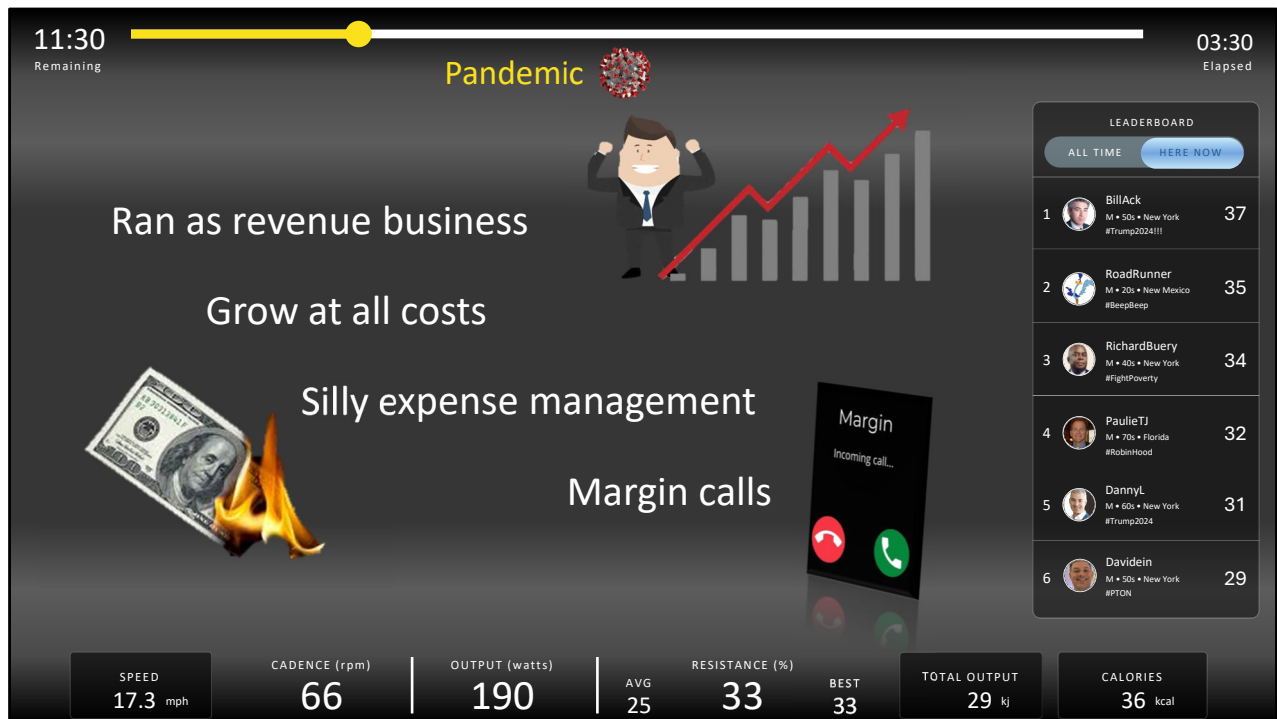 11:30
Remaining
03:30
Elapsed
Pandemic
Ran as revenue business
Grow at all costs
Silly expense management
Margin calls
Margin
Incoming call...
LEADERBOARD
ALL TIME
HERE NOW
1
BillAck
M • 50s • New York
#Trump2024!!!
37
2
RoadRunner
M • 20s • New Mexico
#BeepBeep
35
3
RichardBuery
M • 40s • New York
#FightPoverty
34
4
PaulieTJ
M • 70s • Florida
#RobinHood
32
5
DannyL
M • 60s • New York
#Trump2024
31
6
Davidein
M • 50s • New York
#PTON
29
SPEED
17.3 mph
CADENCE (rpm)
66
OUTPUT (watts)
190
RESISTANCE (%)
AVG
25
33
BEST
33
TOTAL OUTPUT
29 kj
CALORIES
36 kcal